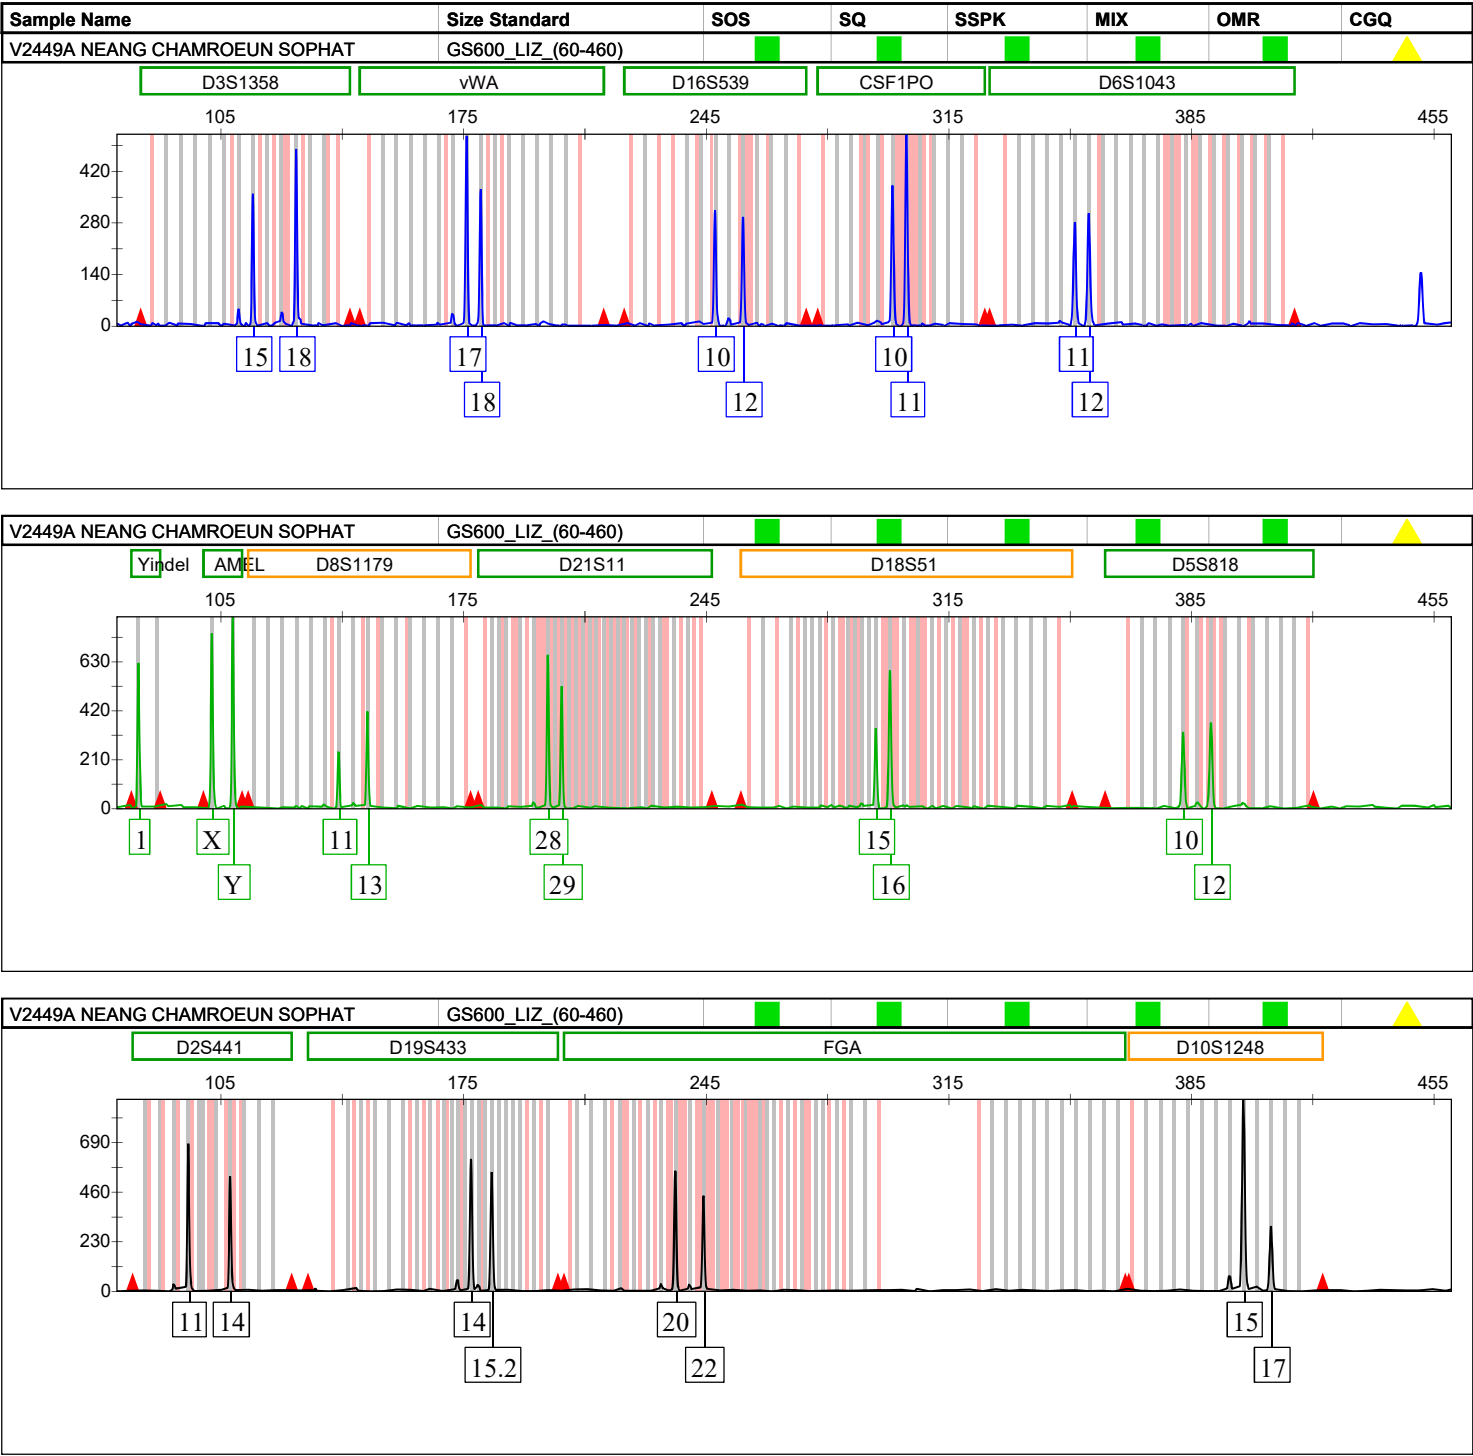 Sample Name Size Standard SOS SQ SSPK MIX OMR CGQ
V2449A NEANG CHAMROEUN SOPHAT GS600_LIZ_(60-460)
D3S1358 vWA D16S539 CSF1PO D6S1043
105 175 245 315 385 455
420
280
140
0
15 18 17 10 10 11
18 12 11 12
V2449A NEANG CHAMROEUN SOPHAT GS600_LIZ_(60-460)
Yindel AMEL D8S1179 D21S11 D18S51 D5S818
105 175 245 315 385 455
630
420
210
0
1 X 11 28 15 10
Y 13 29 16 12
V2449A NEANG CHAMROEUN SOPHAT GS600_LIZ_(60-460)
D2S441 D19S433 FGA D10S1248
105 175 245 315 385 455
690
460
230
0
11 14 14 20 15
15.2 22 17